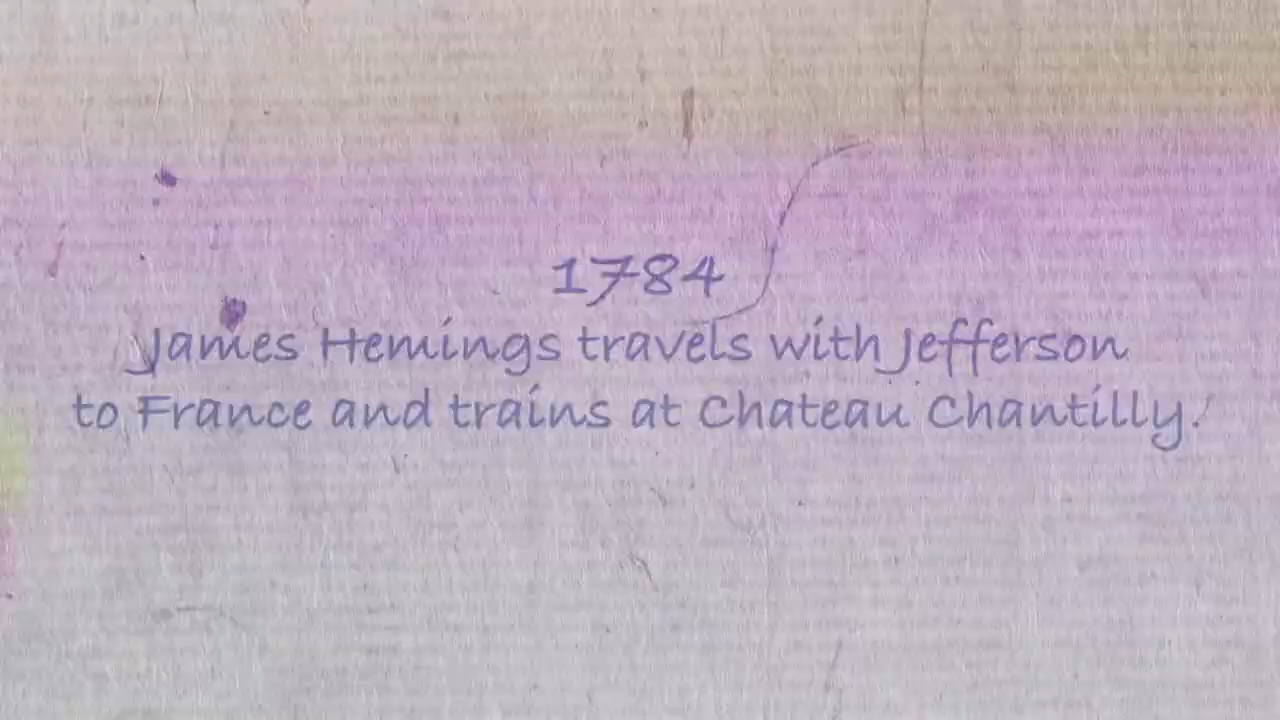 1784
James Hemings travels with Jefferson
to France and trains at Chateau Chantilly.